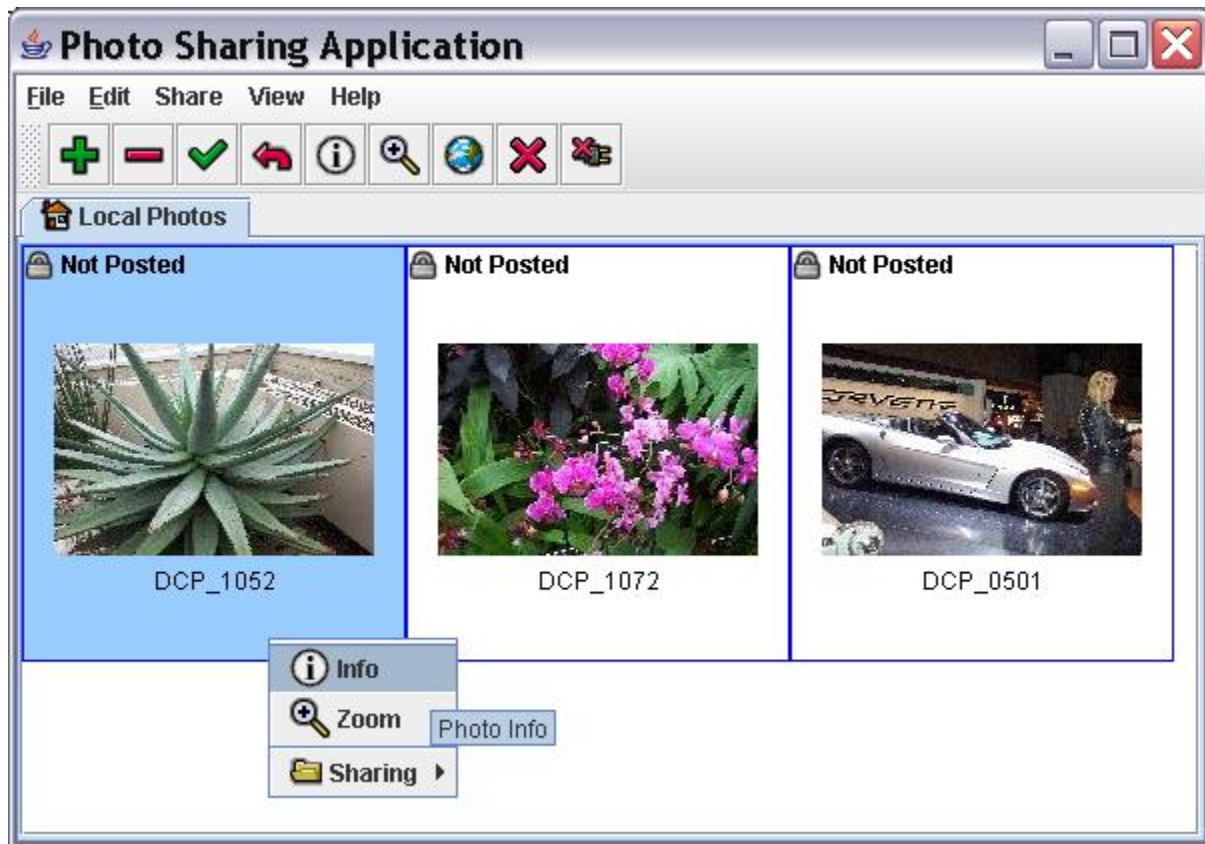 Photo Sharing Application
File Edit Share View Help
Local Photos
Not Posted Not Posted Not Posted
DCP_1052 DCP_1072 DCP_0501
Info
Zoom
Photo Info
Sharing